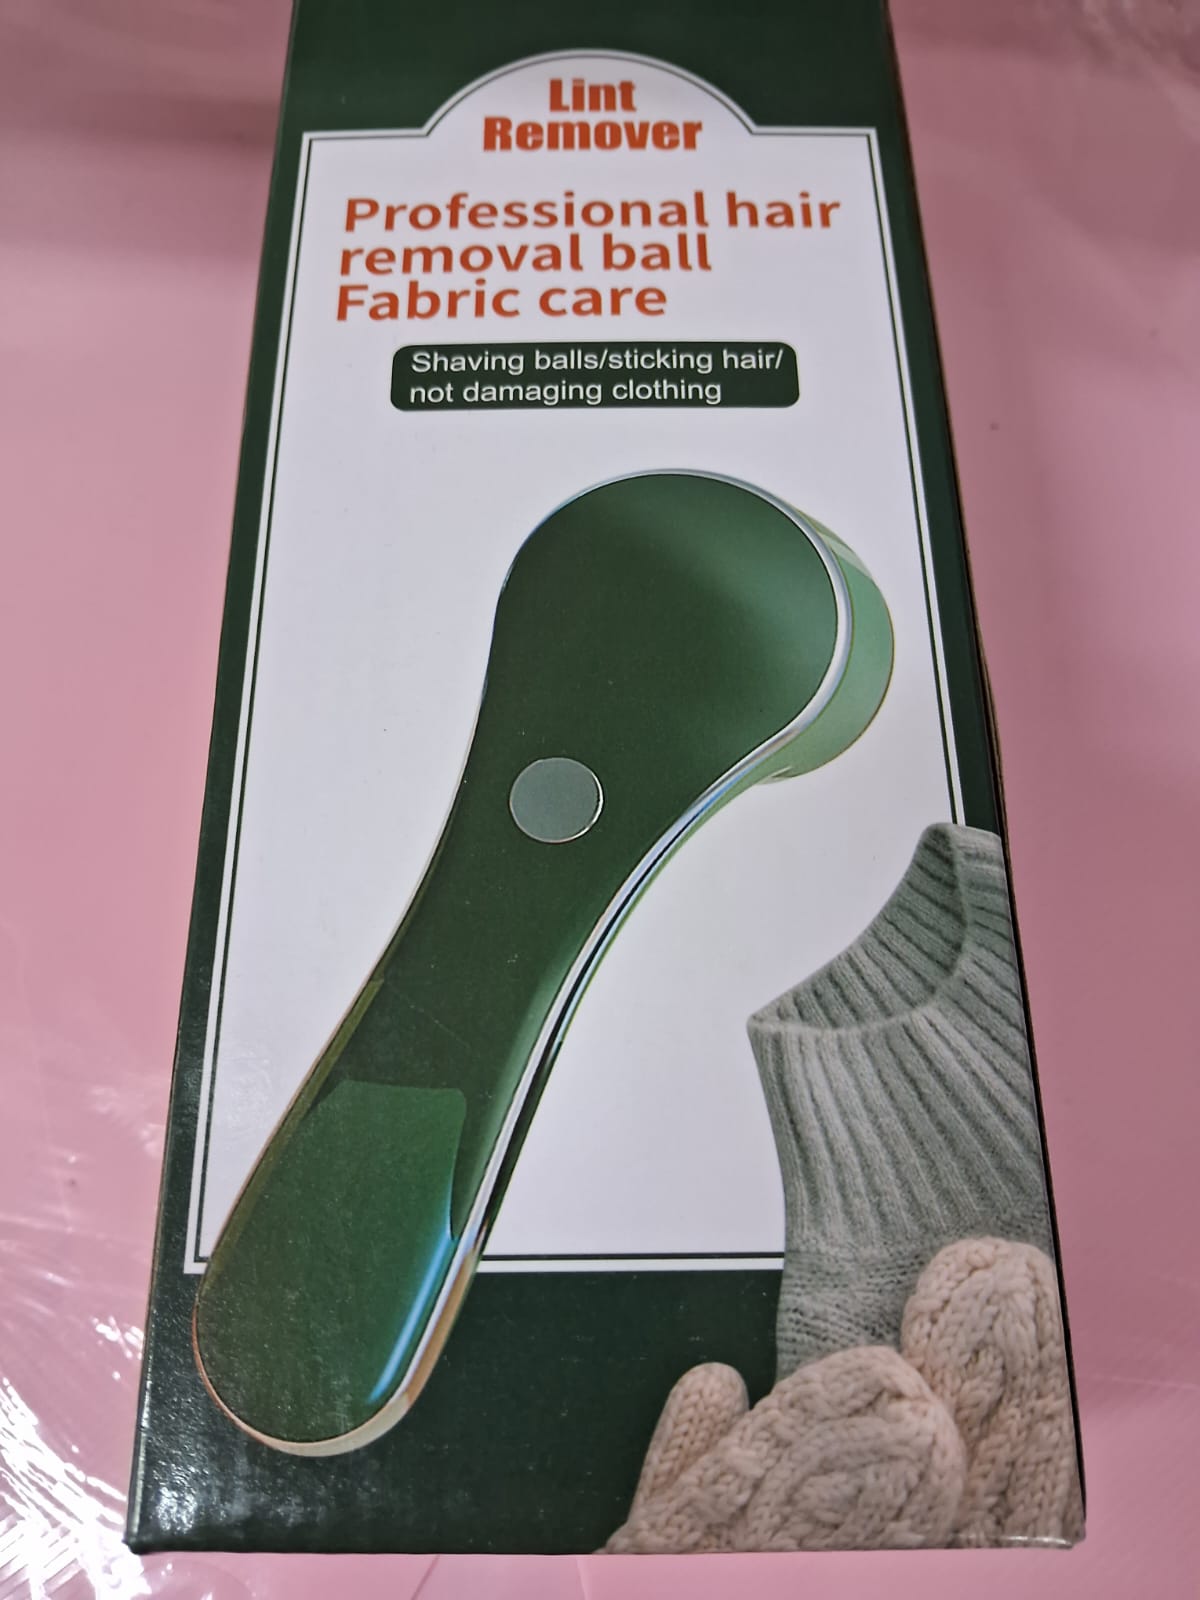 Lint
Remover
Professional hair
removal ball
Fabric care
Shaving balls/sticking hair/
not damaging clothing